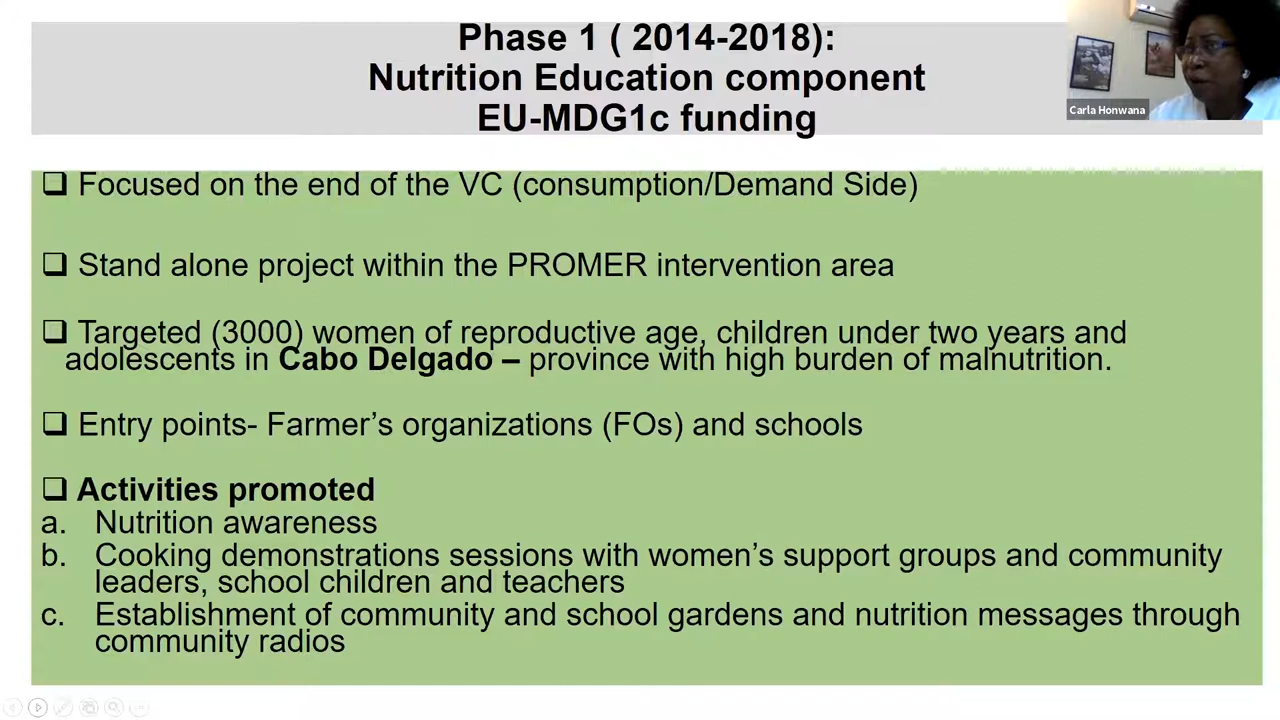 Phase 1 ( 2014-2018):
Nutrition Education component
EU-MDG1c funding
Carla Honwana
❑ Focused on the end of the VC (consumption/Demand Side)
❑ Stand alone project within the PROMER intervention area
❑ Targeted (3000) women of reproductive age, children under two years and
adolescents in Cabo Delgado – province with high burden of malnutrition.
❑ Entry points- Farmer’s organizations (FOs) and schools
❑ Activities promoted
a. Nutrition awareness
b. Cooking demonstrations sessions with women’s support groups and community
leaders, school children and teachers
c. Establishment of community and school gardens and nutrition messages through
community radios